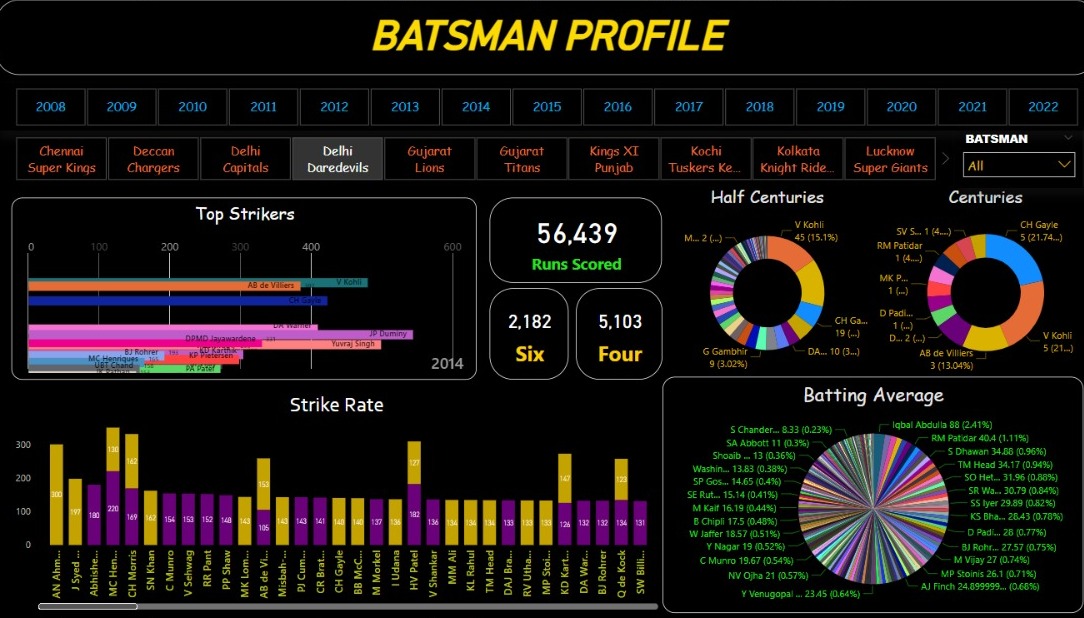 BATSMAN PROFILE
2008 2009 2010 2011 2012 2013 2014 2015 2016 2017 2018 2019 2020 2021 2022
Chennai Super Kings
Deccan Chargers
Delhi Capitals
Delhi Daredevils
Gujarat Lions
Gujarat Titans
Kings XI Punjab
Kochi Tuskers Ke...
Kolkata Knight Ride...
Lucknow Super Giants
BATSMAN
All
Top Strikers
0 100 200 300 400 600
V Kohli
AB de Villiers
CH Gayle
DA Warner
JP Duminy
DPMD Jayawardene
Yuvraj Singh
BJ Rohrer
KD Karthik
MC Henriques
KP Pietersen
UBT Chand
PA Patel
2014
56,439
Runs Scored
2,182
Six
5,103
Four
Half Centuries
V Kohli
45 (15.1%)
M... 2 (...)
CH Ga...
19 (...)
DA... 10 (3...)
G Gambhir
9 (3.02%)
Centuries
CH Gayle
5 (21.74...)
SV S... 1 (4....)
RM Patidar
1 (4....)
MK P...
1 (...)
D Padi...
1 (...)
D... 2 (...)
AB de Villiers
3 (13.04%)
V Kohli
5 (21...)
Strike Rate
300
200
100
0
300 197 180 130 220 162 169 162 154 153 152 148 143 153 105 143 143 141 140 140 137 136 127 182 136 134 134 134 133 133 133 147 126 132 132 123 134 131
AN Ahm...
J Syed ...
Abhishe...
MC Hen...
CH Morris
SN Khan
C Munro
V Sehwag
RR Pant
PP Shaw
MK Lom...
AB de Vi...
Misbah-...
PJ Cum...
CR Brat...
CH Gayle
BB McC...
M Morkel
I Udana
HV Patel
V Shankar
MM Ali
KL Rahul
TM Head
DAJ Bra...
RV Utha...
MP Stoi...
KD Kart...
DA War...
BJ Rohrer
Q de Kock
SW Billi...
Batting Average
S Chander... 8.33 (0.23%)
SA Abbott 11 (0.3%)
Shoaib ... 13 (0.36%)
Washin... 13.83 (0.38%)
SP Gos... 14.65 (0.4%)
SE Rut... 15.14 (0.41%)
M Kaif 16.19 (0.44%)
B Chipli 17.5 (0.48%)
W Jaffer 18.57 (0.51%)
Y Nagar 19 (0.52%)
C Munro 19.67 (0.54%)
NV Ojha 21 (0.57%)
Y Venugopal ... 23.45 (0.64%)
Iqbal Abdulla 88 (2.41%)
RM Patidar 40.4 (1.11%)
S Dhawan 34.88 (0.96%)
TM Head 34.17 (0.94%)
SO Het... 31.96 (0.88%)
SR Wa... 30.79 (0.84%)
SS Iyer 29.89 (0.82%)
KS Bha... 28.43 (0.78%)
D Padi... 28 (0.77%)
BJ Rohr... 27.57 (0.75%)
M Vijay 27 (0.74%)
MP Stoinis 26.1 (0.71%)
AJ Finch 24.899999... (0.68%)